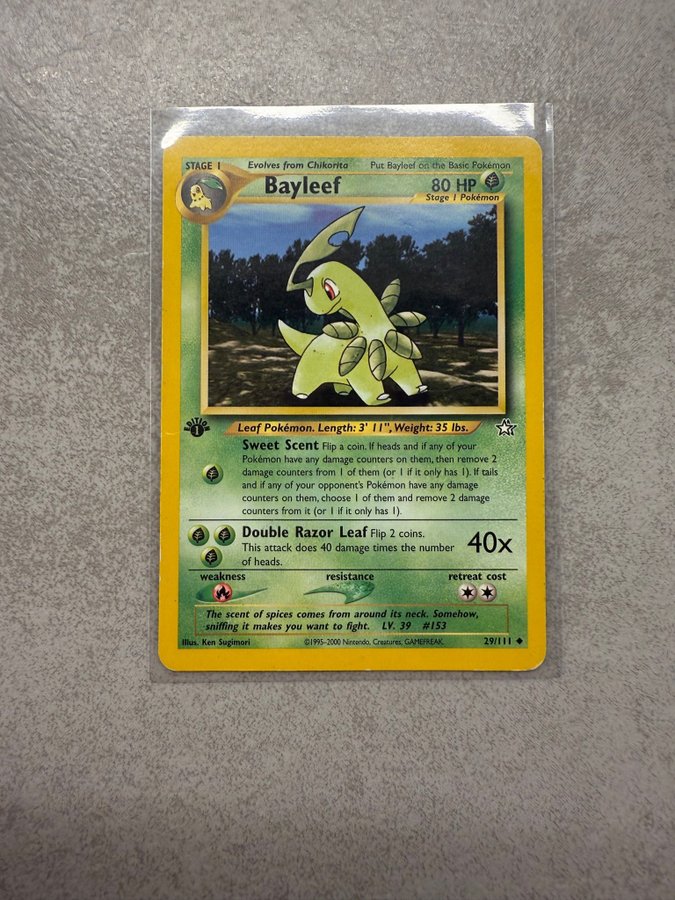 STAGE 1 Evolves from Chikorita Put Bayleef on the Basic Pokémon
Bayleef 80 HP
Stage 1 Pokémon
EDITION
1
Leaf Pokémon. Length: 3' 11", Weight: 35 lbs.
Sweet Scent Flip a coin. If heads and if any of your
Pokémon have any damage counters on them, then remove 2
damage counters from 1 of them (or 1 if it only has 1). If tails
and if any of your opponent's Pokémon have any damage
counters on them, choose 1 of them and remove 2 damage
counters from it (or 1 if it only has 1).
Double Razor Leaf Flip 2 coins.
This attack does 40 damage times the number
of heads.
40x
weakness resistance retreat cost
The scent of spices comes from around its neck. Somehow,
sniffing it makes you want to fight. LV. 39 #153
Illus. Ken Sugimori ©1995-2000 Nintendo, Creatures, GAMEFREAK. 29/111